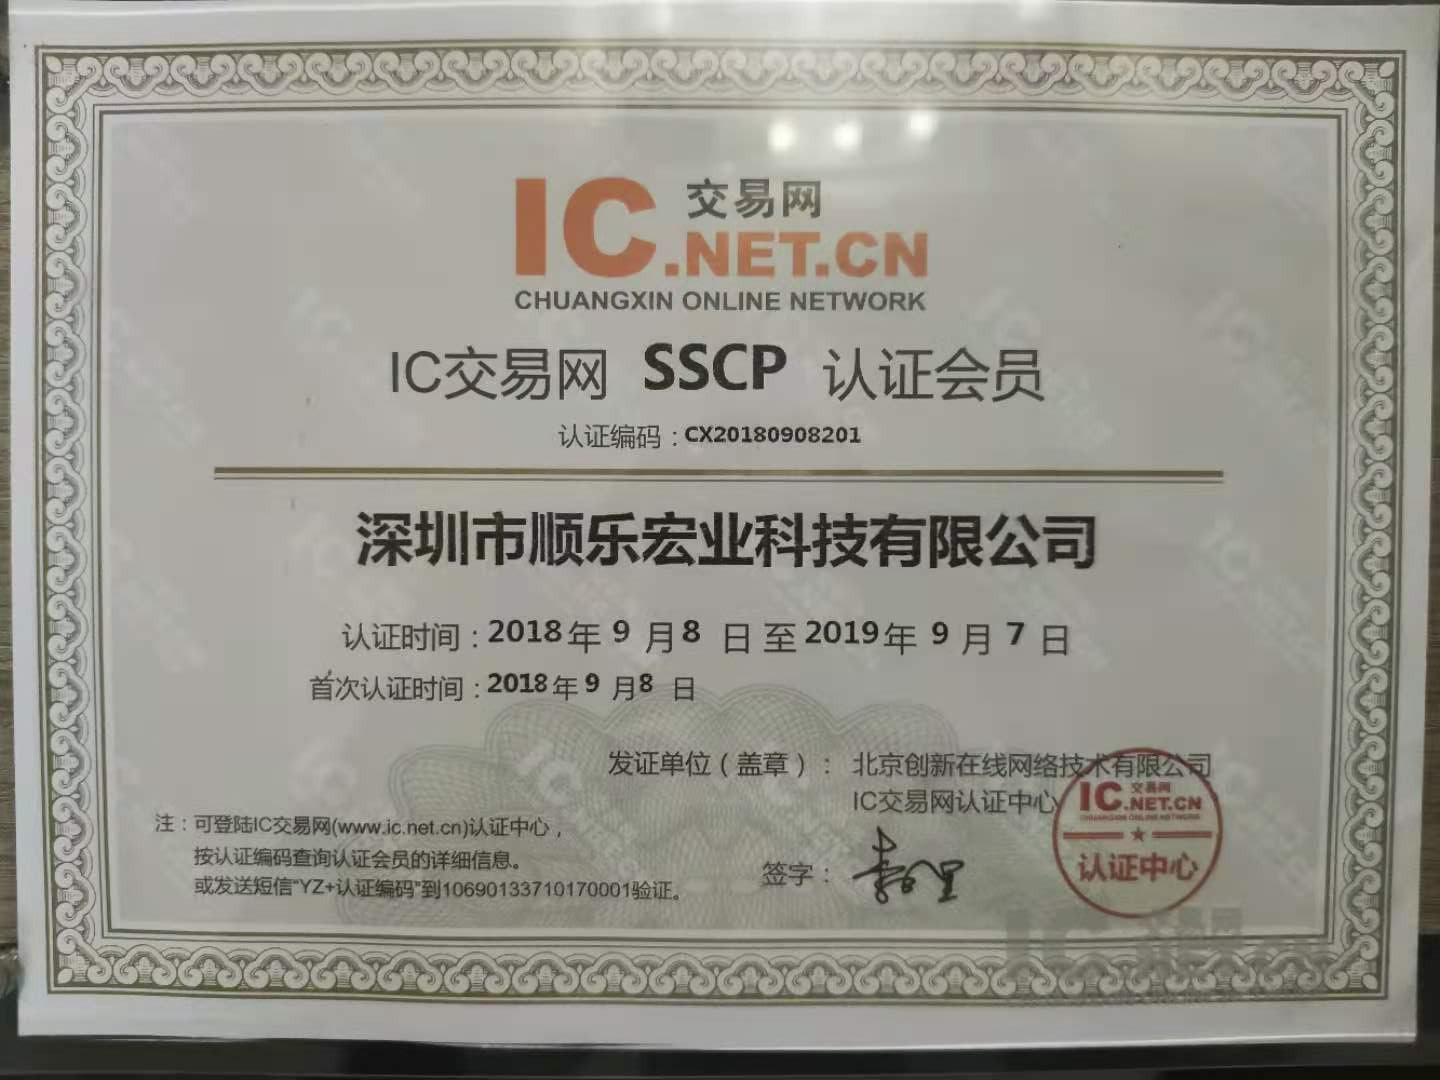 IC 交易网
.NET.CN
CHUANGXIN ONLINE NETWORK
IC交易网 SSCP 认证会员
认证编码：CX20180908201
深圳市顺乐宏业科技有限公司
认证时间：2018年 9 月8 日 至 2019年 9 月 7 日
首次认证时间：2018年 9 月8 日
发证单位（盖章）： 北京创新在线网络技术有限公司
IC交易网认证中心
IC 交易网
.NET.CN
CHUANGXIN ONLINE NETWORK
认证中心
注：可登陆IC交易网(www.ic.net.cn)认证中心，
按认证编码查询认证会员的详细信息。
或发送短信“YZ+认证编码”到10690133710170001验证。
签字：